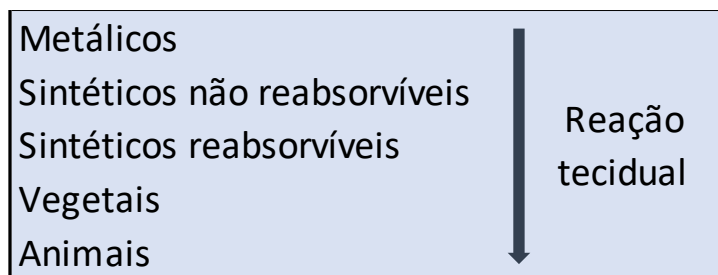 Metálicos
Sintéticos não reabsorvíveis
Sintéticos reabsorvíveis
Vegetais
Animais
Reação
tecidual